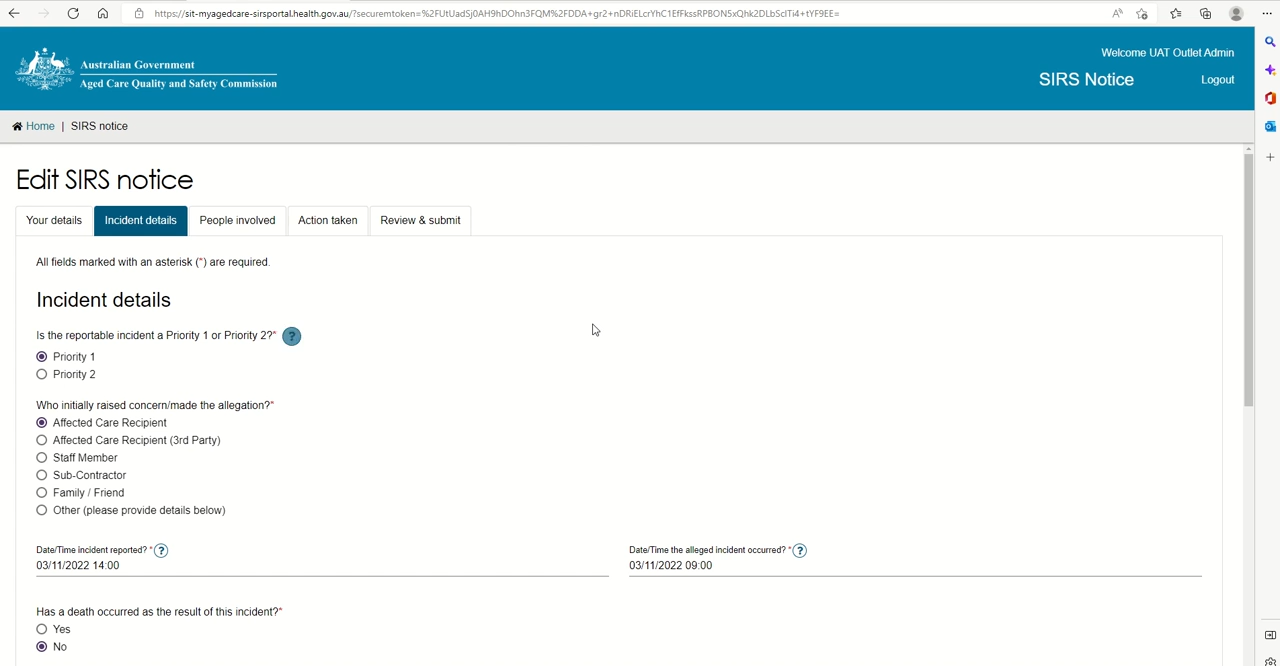 https://sit-myagedcare-sirsportal.health.gov.au/?securemtoken=%2FUtUadSj0AH9hDOhn3FQM%2FDDA+gr2+nDRiELcrYhC1EfFkssRPBON5xQhk2DLbSclTi4+tYF9EE=
Australian Government
Aged Care Quality and Safety Commission
Welcome UAT Outlet Admin
SIRS Notice
Logout
Home | SIRS notice
Edit SIRS notice
Your details Incident details People involved Action taken Review & submit
All fields marked with an asterisk (*) are required.
Incident details
Is the reportable incident a Priority 1 or Priority 2?* ?
Priority 1
Priority 2
Who initially raised concern/made the allegation?*
Affected Care Recipient
Affected Care Recipient (3rd Party)
Staff Member
Sub-Contractor
Family / Friend
Other (please provide details below)
Date/Time incident reported? * ?
03/11/2022 14:00
Date/Time the alleged incident occurred? * ?
03/11/2022 09:00
Has a death occurred as the result of this incident?*
Yes
No